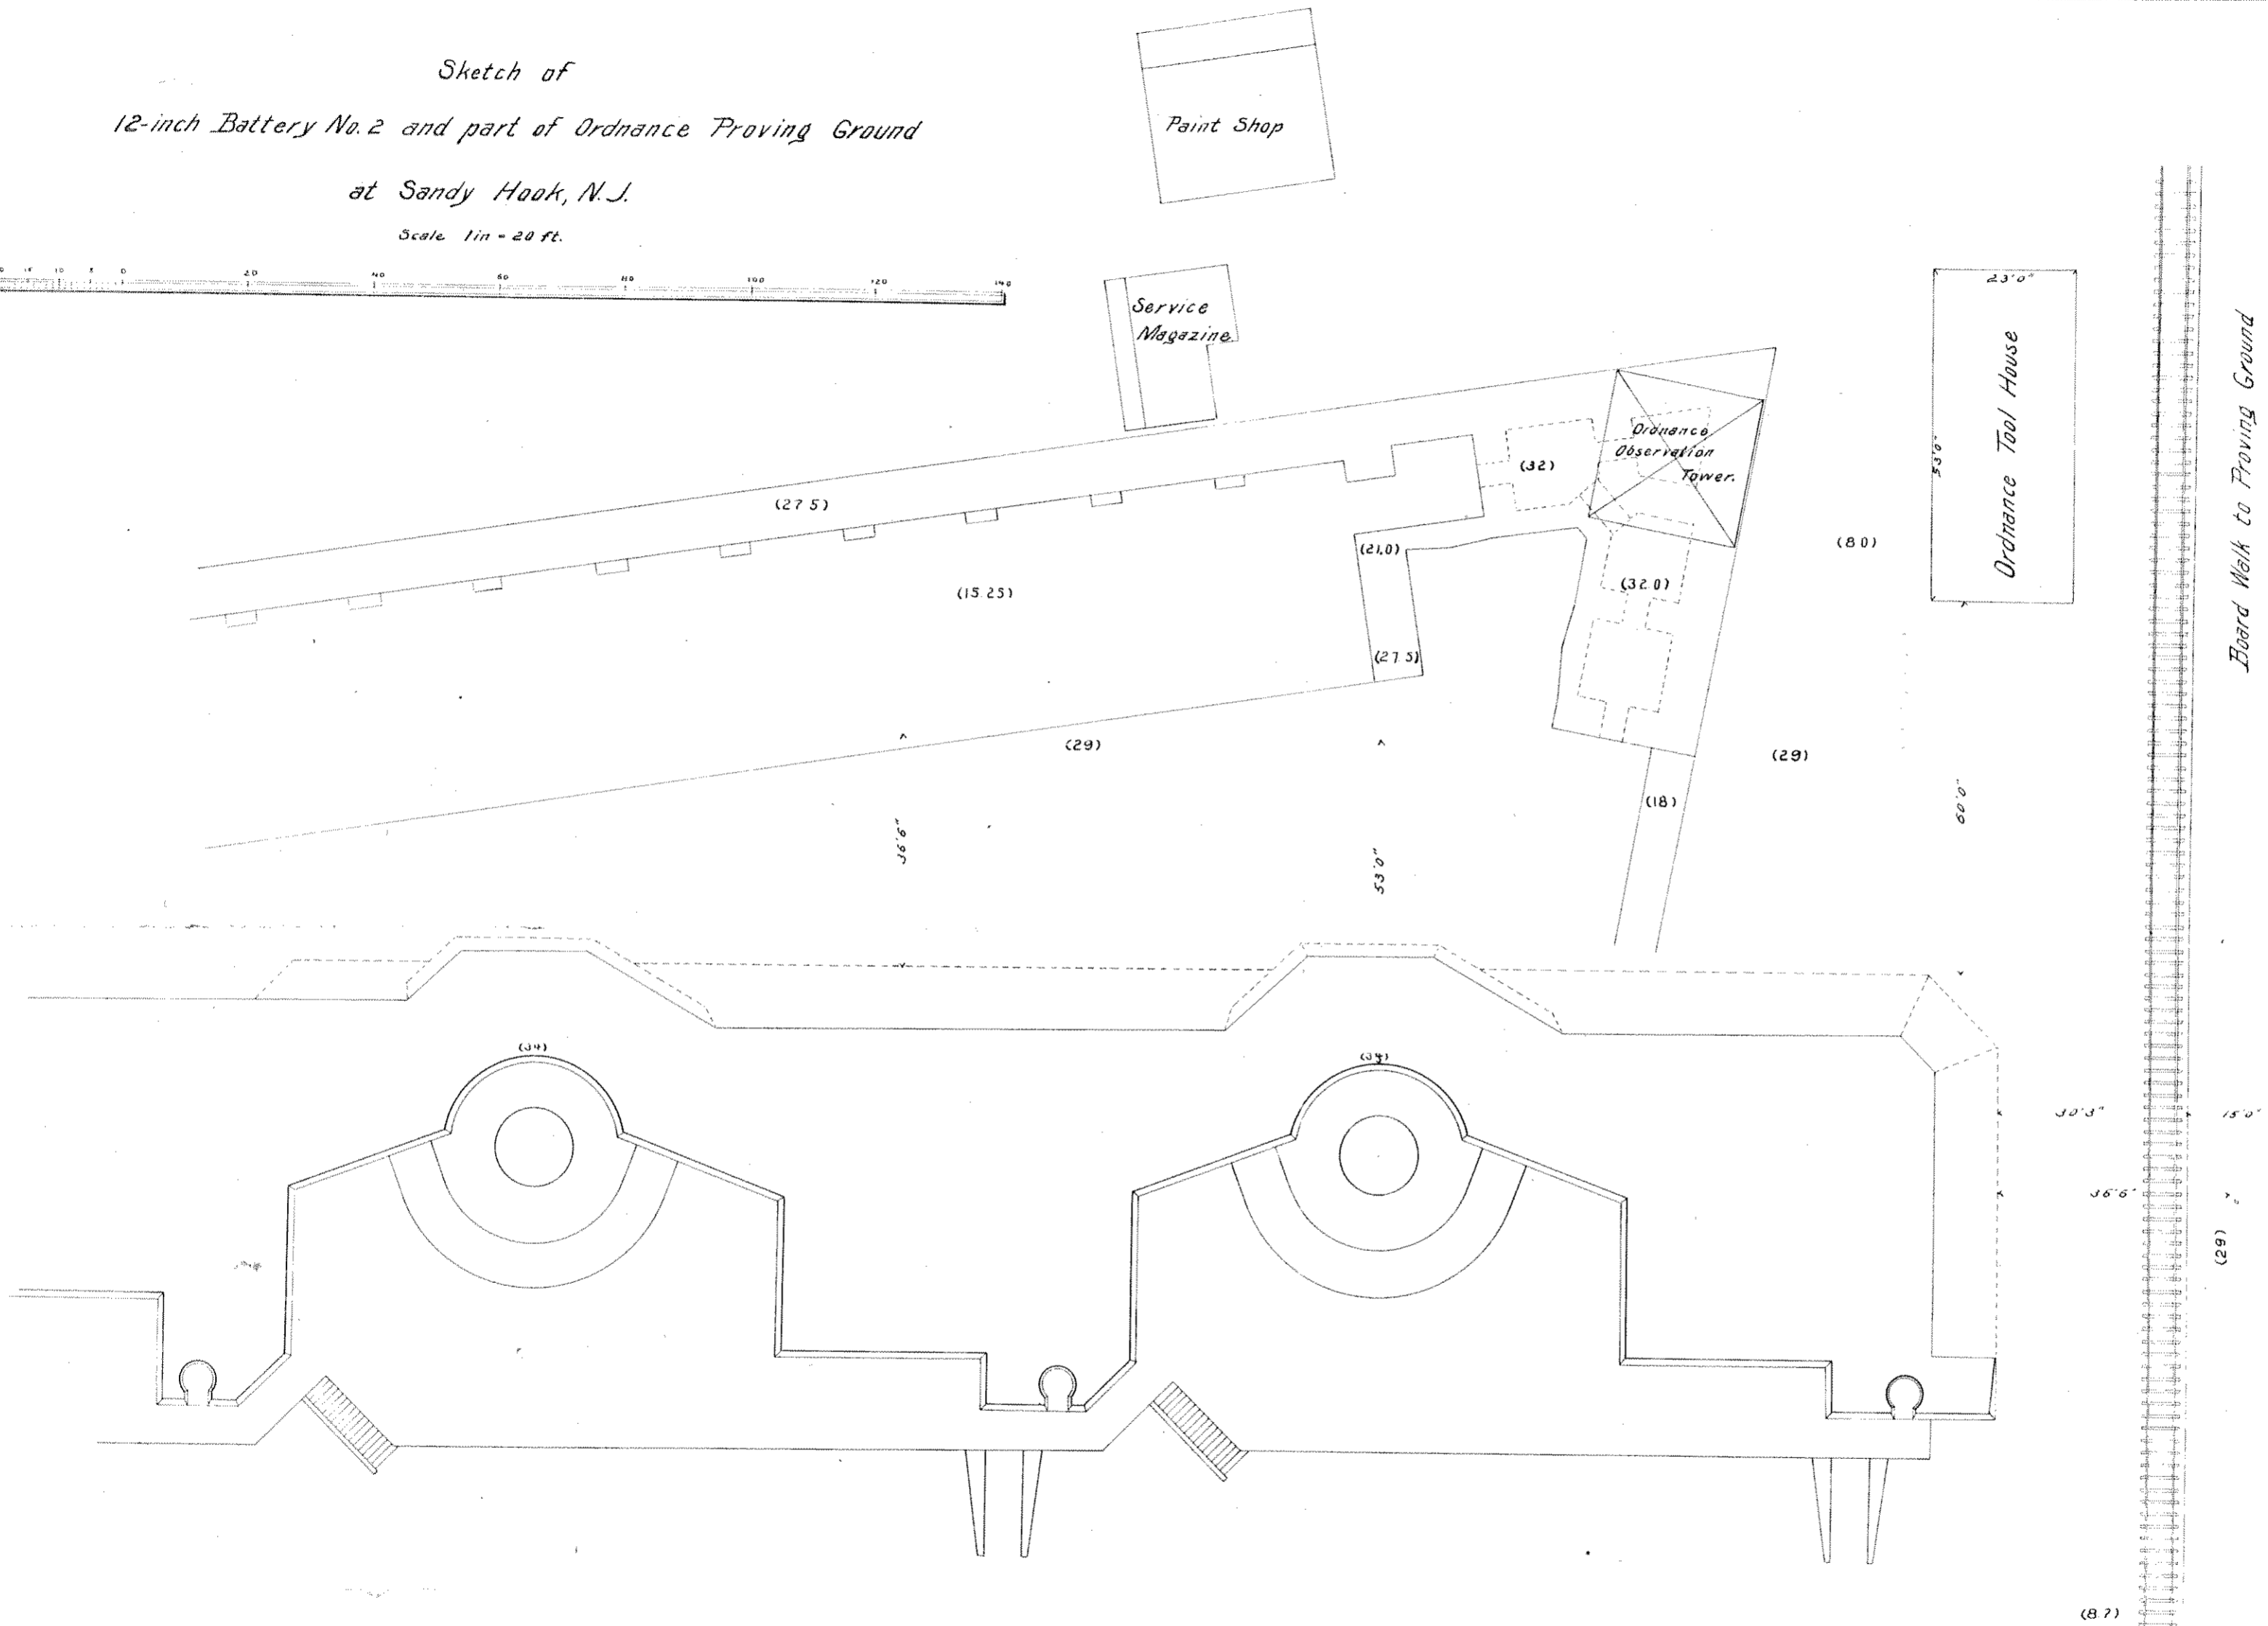 Sketch of
12-inch Battery No. 2 and part of Ordnance Proving Ground
at Sandy Hook, N.J.
Scale 1in = 20 ft.
10 5 0 20 40 60 80 100 120 140
Paint Shop
Service
Magazine
23'0"
53'0"
Ordnance Tool House
Board Walk to Proving Ground
Ordnance
Observation
Tower.
(32)
(27.5)
(21.0)
(15.25)
(32.0)
(8.0)
(27.5)
(29)
(29)
(18)
36'6"
53'0"
60'0"
(34)
(34)
30'3"
15'0"
36'6"
(29)
(8.7)